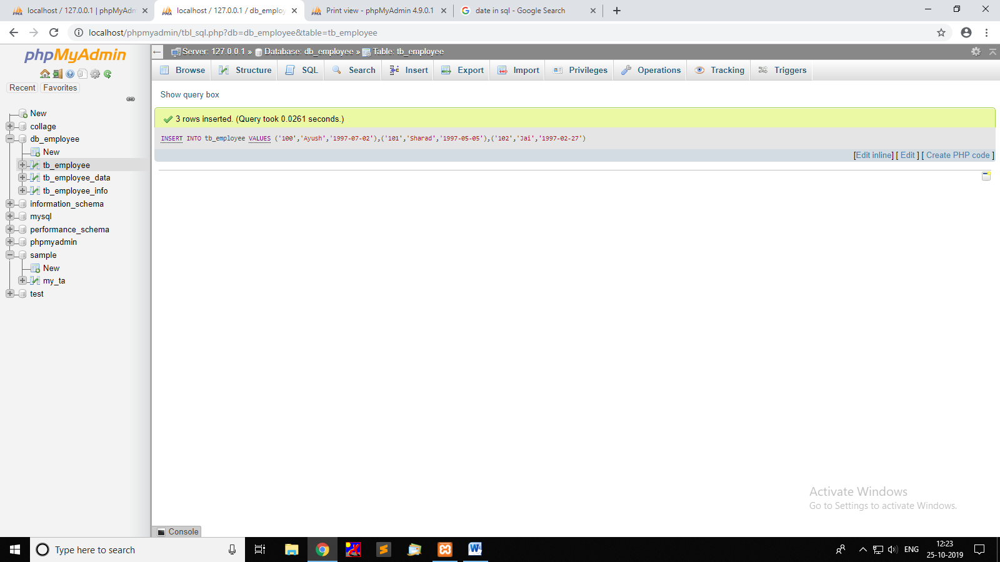 localhost / 127.0.0.1 | phpMyAdm
localhost / 127.0.0.1 / db_employ
Print view - phpMyAdmin 4.9.0.1
date in sql - Google Search
localhost/phpmyadmin/tbl_sql.php?db=db_employee&table=tb_employee
phpMyAdmin
Recent Favorites
New
collage
db_employee
New
tb_employee
tb_employee_data
tb_employee_info
information_schema
mysql
performance_schema
phpmyadmin
sample
New
my_ta
test
Server: 127.0.0.1 » Database: db_employee » Table: tb_employee
Browse Structure SQL Search Insert Export Import Privileges Operations Tracking Triggers
Show query box
3 rows inserted. (Query took 0.0261 seconds.)
INSERT INTO tb_employee VALUES ('100','Ayush','1997-07-02'),('101','Sharad','1997-05-05'),('102','Jai','1997-02-27')
[Edit inline] [ Edit ] [ Create PHP code ]
Activate Windows
Go to Settings to activate Windows.
Console
Type here to search
ENG
12:23
25-10-2019